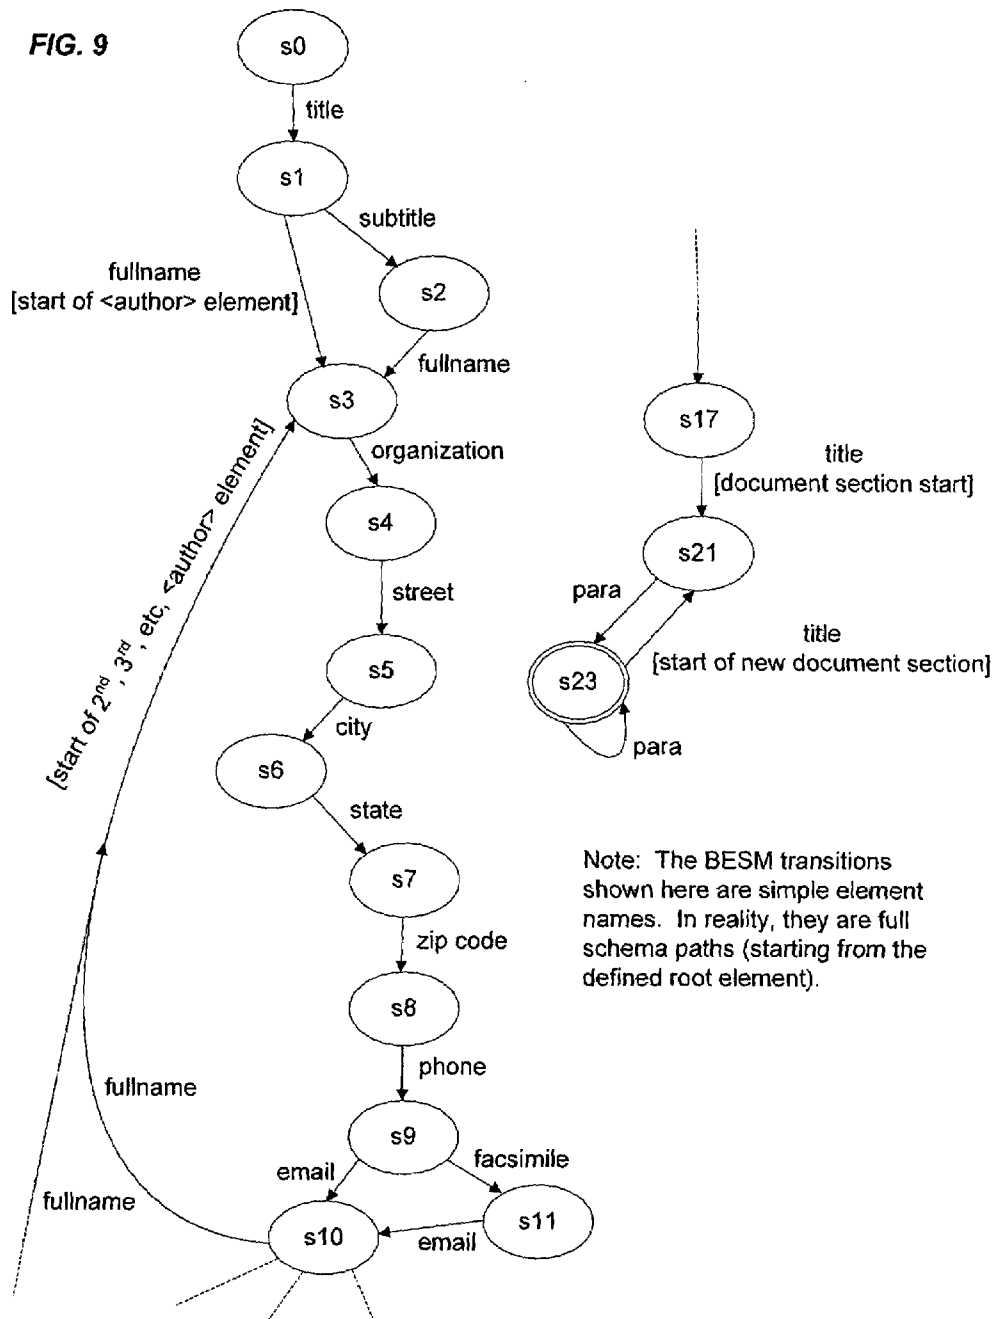 FIG. 9
s0
title
s1
subtitle
fullname
[start of <author> element]
s2
fullname
s3
organization
s4
street
s5
city
s6
state
s7
zip code
s8
phone
s9
email
facsimile
s10
s11
email
fullname
fullname
[start of 2nd, 3rd, etc, <author> element]
s17
title
[document section start]
s21
para
s23
title
[start of new document section]
para
Note: The BESM transitions
shown here are simple element
names. In reality, they are full
schema paths (starting from the
defined root element).